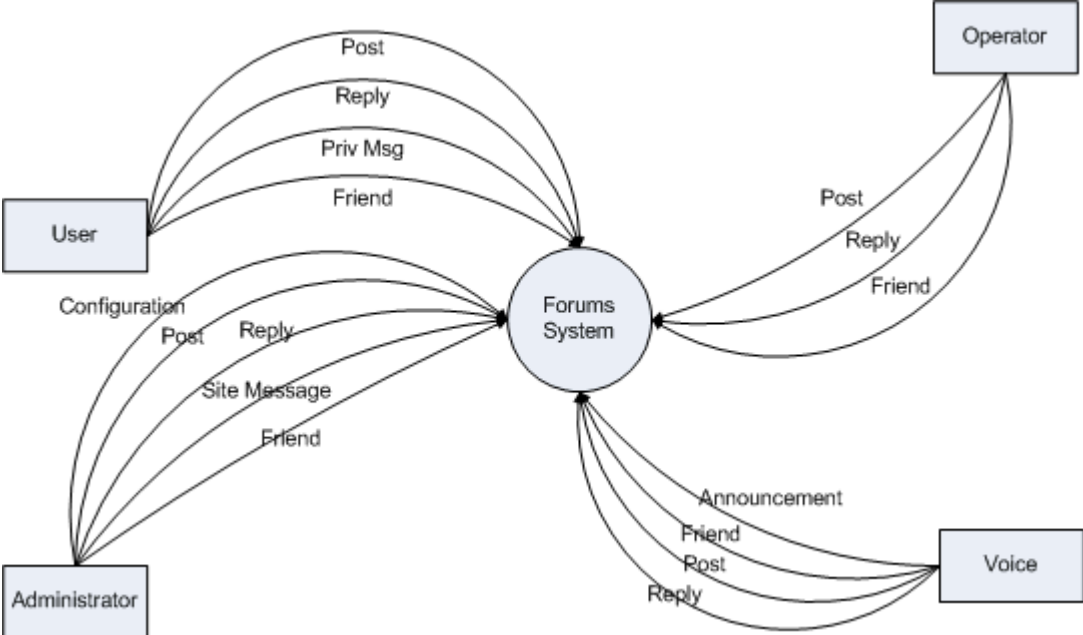 Post
Reply
Priv Msg
Friend
User
Operator
Post
Reply
Friend
Forums
System
Configuration
Post
Reply
Site Message
Friend
Administrator
Announcement
Friend
Post
Reply
Voice